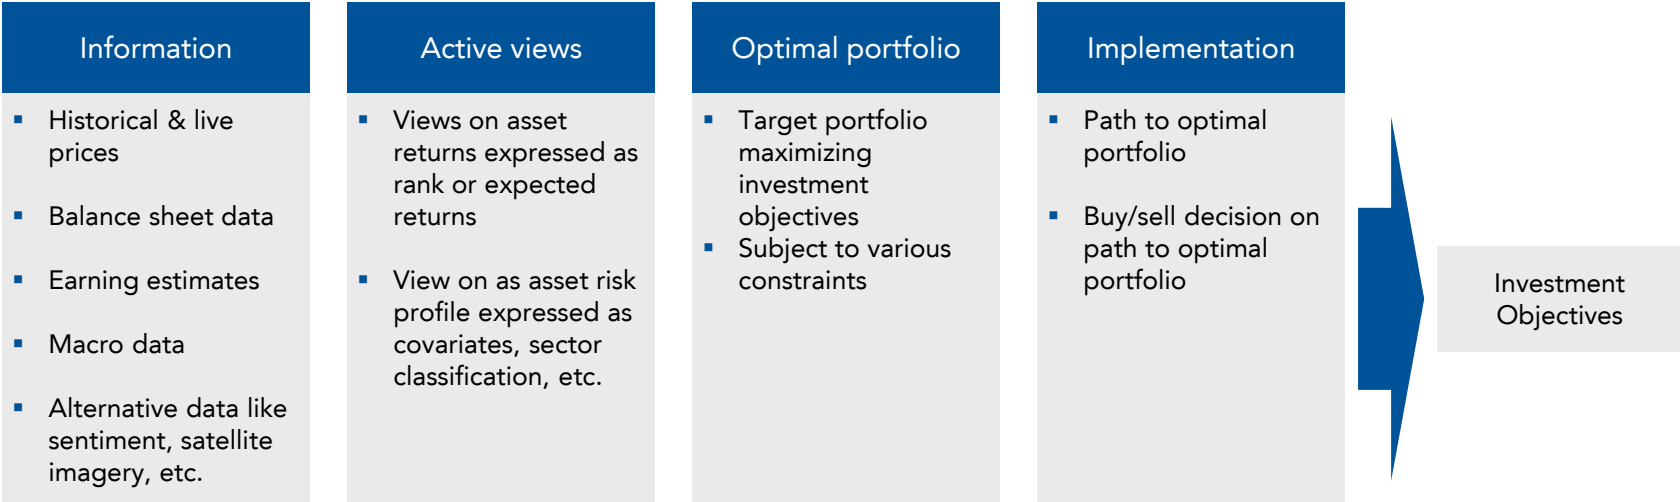 Information
▪ Historical & live
prices
▪ Balance sheet data
▪ Earning estimates
▪ Macro data
▪ Alternative data like
sentiment, satellite
imagery, etc.
Active views
▪ Views on asset
returns expressed as
rank or expected
returns
▪ View on as asset risk
profile expressed as
covariates, sector
classification, etc.
Optimal portfolio
▪ Target portfolio
maximizing
investment
objectives
▪ Subject to various
constraints
Implementation
▪ Path to optimal
portfolio
▪ Buy/sell decision on
path to optimal
portfolio
Investment
Objectives